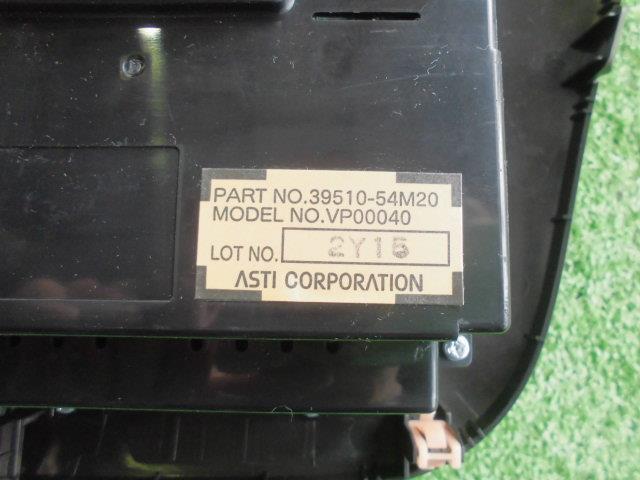 PART NO.39510-54M20
MODEL NO.VP00040
LOT NO. 2Y15
ASTI CORPORATION